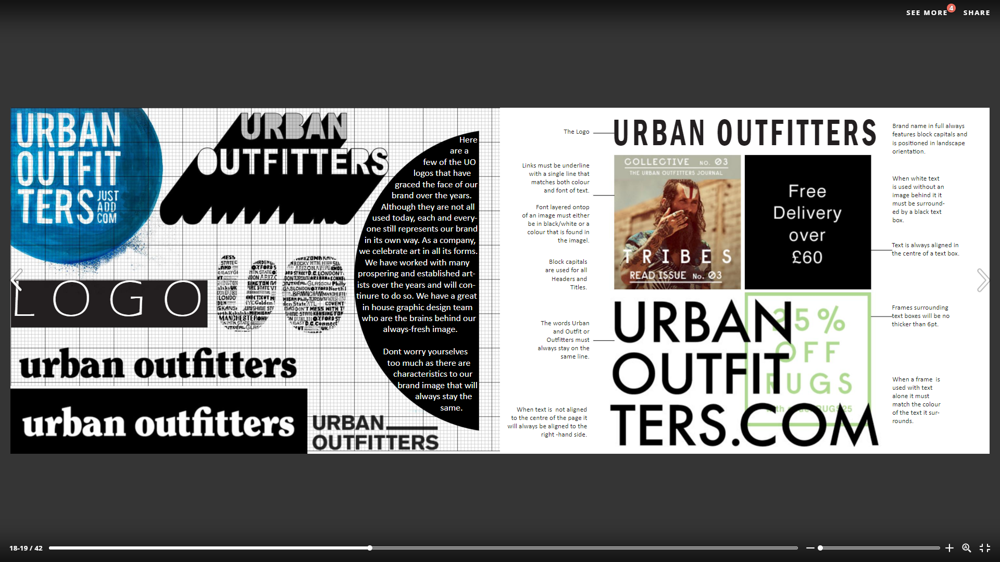 SEE MORE 4 SHARE
URBAN
OUTFIT
TERS
JUST
ADD
COM
URBAN
OUTFITTERS
LOGO
urban outfitters
urban outfitters
URBAN
OUTFITTERS
Here
are a
few of the UO
logos that have
graced the face of our
brand over the years.
Although they are not all
used today, each and every-
one still represents our brand
in its own way. As a company,
we celebrate art in all its forms.
We have worked with many
prospering and established art-
ists over the years and will con-
tinure to do so. We have a great
in house graphic design team
who are the brains behind our
always-fresh image.
Dont worry yourselves
too much as there are
characteristics to our
brand image that will
always stay the
same.
The Logo
Links must be underline
with a single line that
matches both colour
and font of text.
Font layered ontop
of an image must either
be in black/white or a
colour that is found in
the imagel.
Block capitals
are used for all
Headers and
Titles.
The words Urban
and Outfit or
Outfitters must
always stay on the
same line.
When text is not aligned
to the centre of the page it
will always be aligned to the
right -hand side.
URBAN OUTFITTERS
COLLECTIVE NO. 03
THE URBAN OUTFITTERS JOURNAL
TRIBES
READ ISSUE No. 03
Free
Delivery
over
£60
25%
OFF
RUGS
URBAN
OUTFIT
TERS.COM
Brand name in full always
features block capitals and
is positioned in landscape
orientation.
When white text
is used without an
image behind it it
must be surround-
ed by a black text
box.
Text is always aligned in
the centre of a text box.
Frames surrounding
text boxes will be no
thicker than 6pt.
When a frame is
used with text
alone it must
match the colour
of the text it sur-
rounds.
18-19 / 42